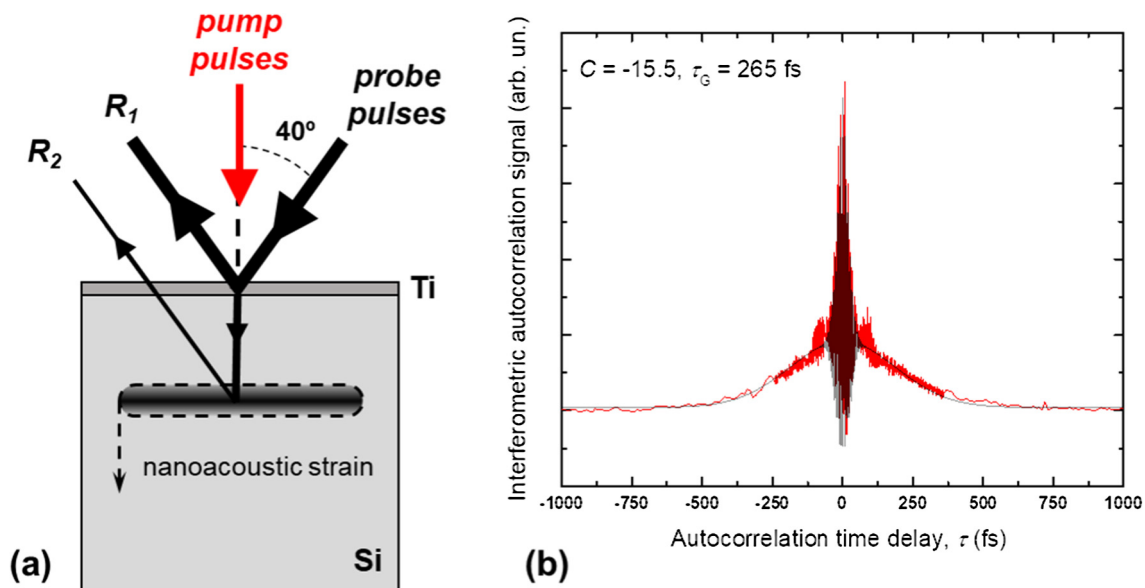 pump
pulses
probe
pulses
R1
40º
R2
Ti
nanoacoustic strain
Si
(a)
Interferometric autocorrelation signal (arb. un.)
C = -15.5, τG = 265 fs
-1000 -750 -500 -250 0 250 500 750 1000
Autocorrelation time delay, τ (fs)
(b)